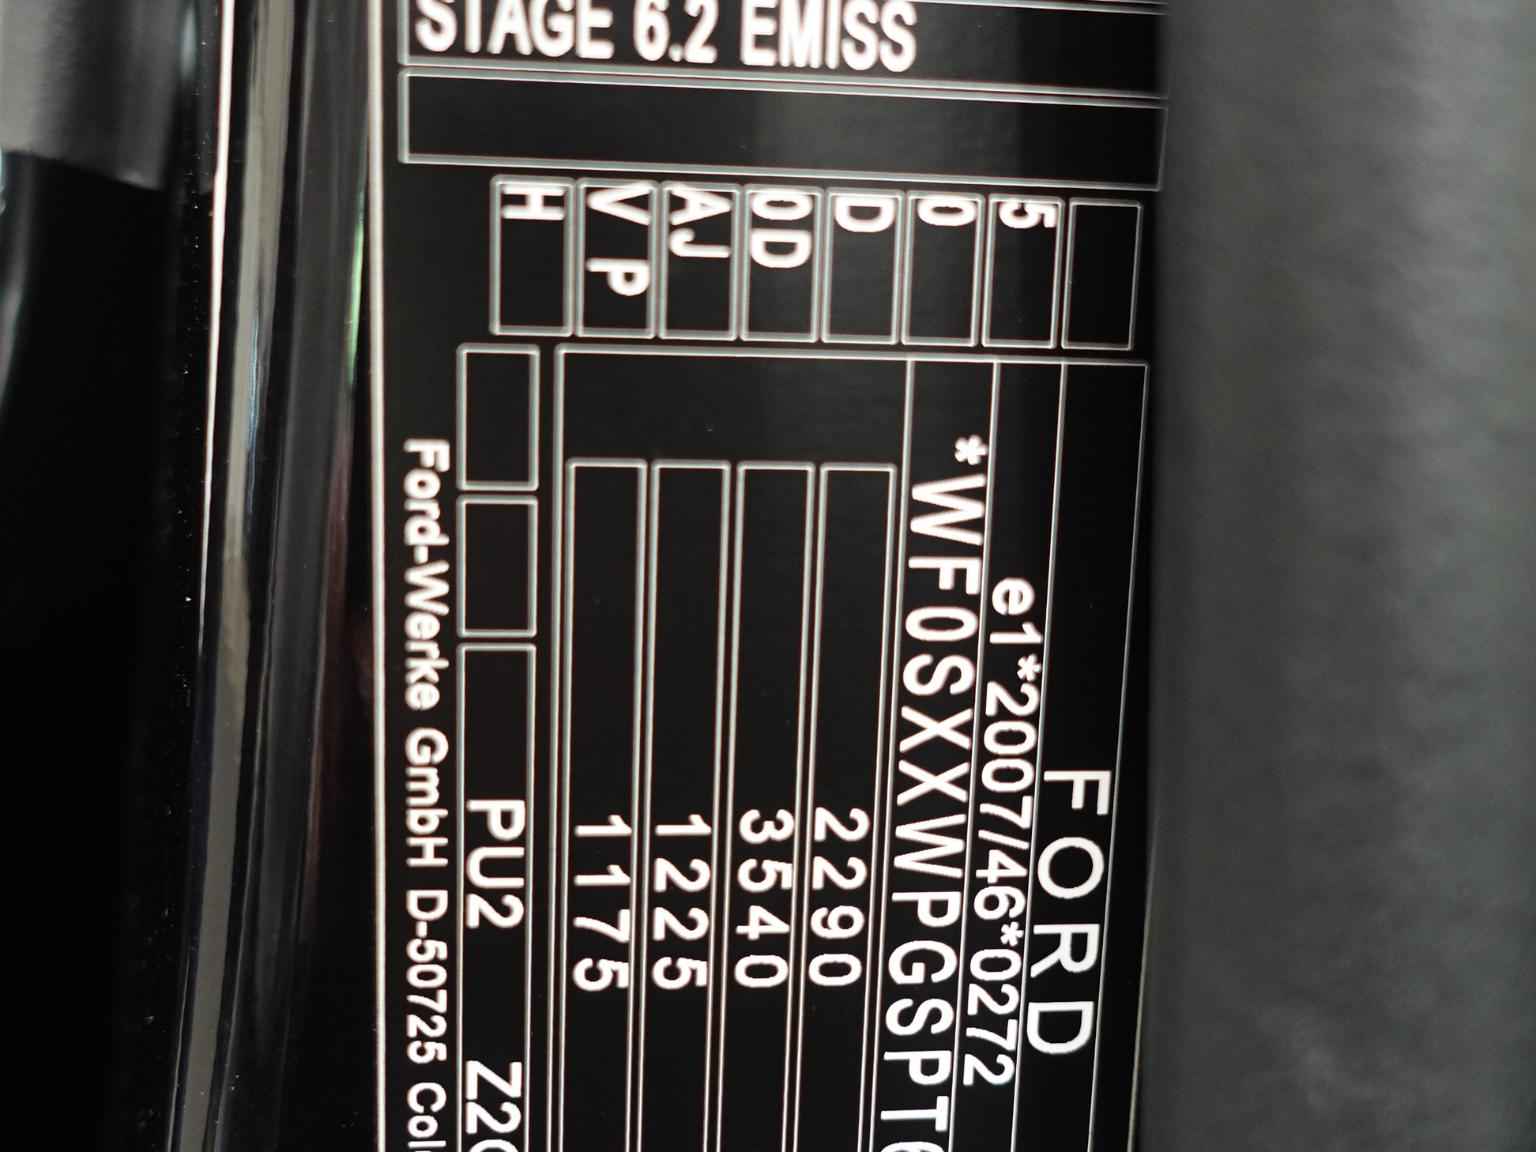 FORD
e1*2007/46*0272
*WF0SXXWPGSPT6
2290
3540
1225
1175
5
0
D
0D
AJ
VP
H
PU2
STAGE 6.2 EMISS
Ford-Werke GmbH D-50725